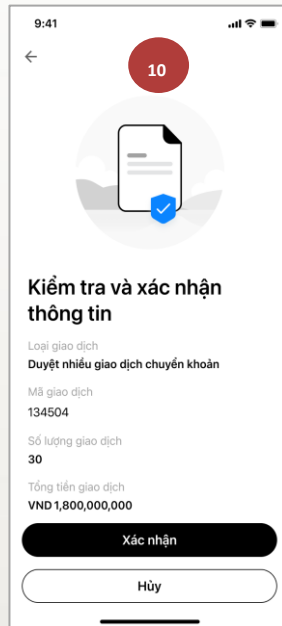 9:41
10
Kiểm tra và xác nhận
thông tin
Loại giao dịch
Duyệt nhiều giao dịch chuyển khoản
Mã giao dịch
134504
Số lượng giao dịch
30
Tổng tiền giao dịch
VND 1,800,000,000
Xác nhận
Hủy